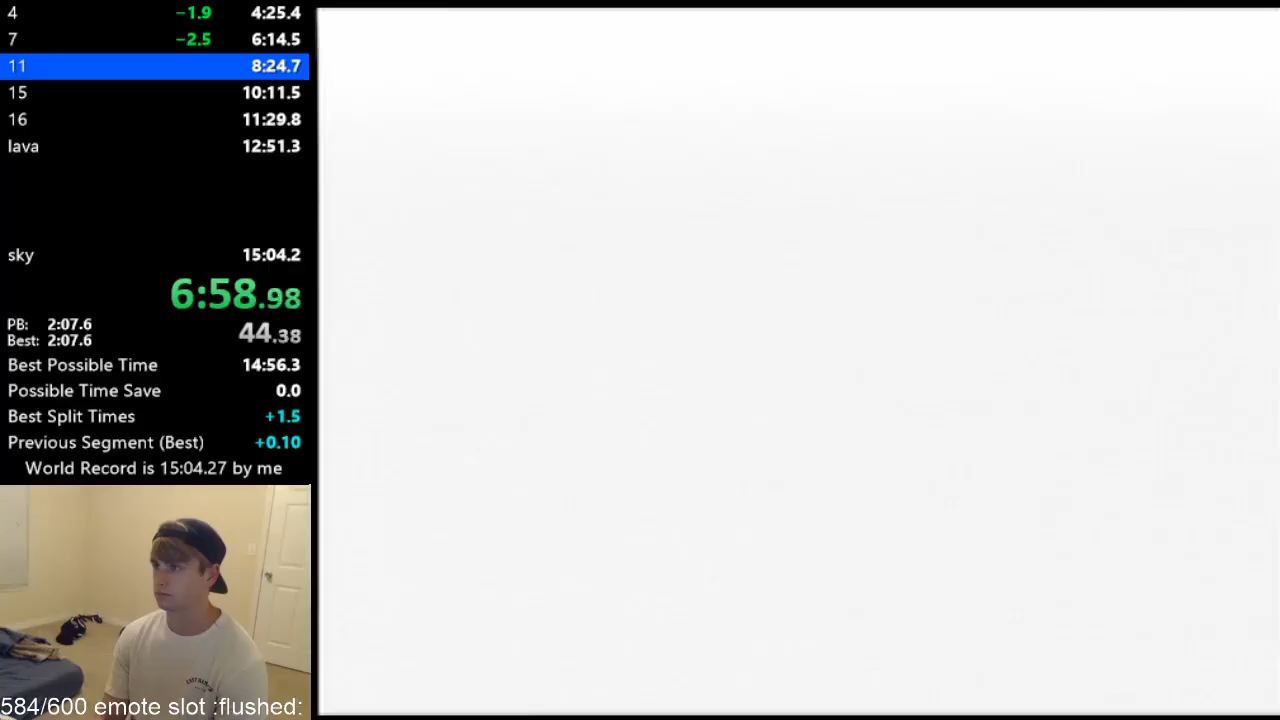 4 −1.9 4:25.4
7 −2.5 6:14.5
11 8:24.7
15 10:11.5
16 11:29.8
lava 12:51.3
sky 15:04.2
6:58.98
PB: 2:07.6
44.38
Best: 2:07.6
Best Possible Time 14:56.3
Possible Time Save 0.0
Best Split Times +1.5
Previous Segment (Best) +0.10
World Record is 15:04.27 by me
584/600 emote slot :flushed: